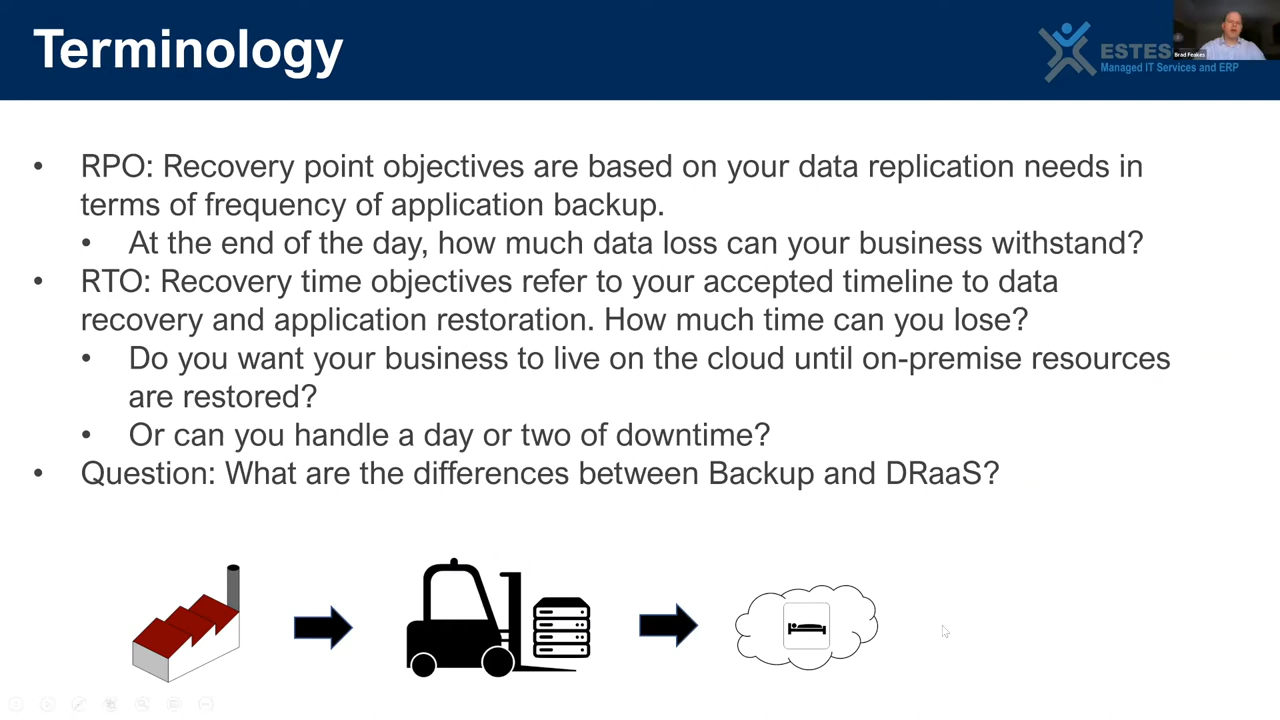 Terminology
ESTES
Managed IT Services and ERP
Brad Feakes
• RPO: Recovery point objectives are based on your data replication needs in
terms of frequency of application backup.
• At the end of the day, how much data loss can your business withstand?
• RTO: Recovery time objectives refer to your accepted timeline to data
recovery and application restoration. How much time can you lose?
• Do you want your business to live on the cloud until on-premise resources
are restored?
• Or can you handle a day or two of downtime?
• Question: What are the differences between Backup and DRaaS?